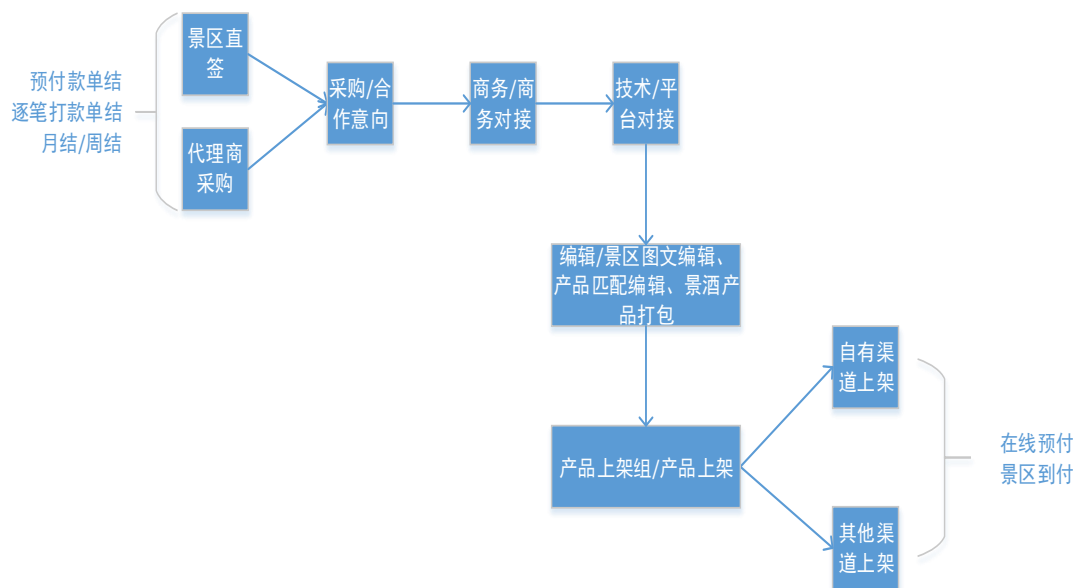 景区直
签
预付款单结
逐笔打款单结
月结/周结
代理商
采购
采购/合
作意向
商务/商
务对接
技术/平
台对接
编辑/景区图文编辑、
产品匹配编辑、景酒产
品打包
产品上架组/产品上架
自有渠
道上架
其他渠
道上架
在线预付
景区到付